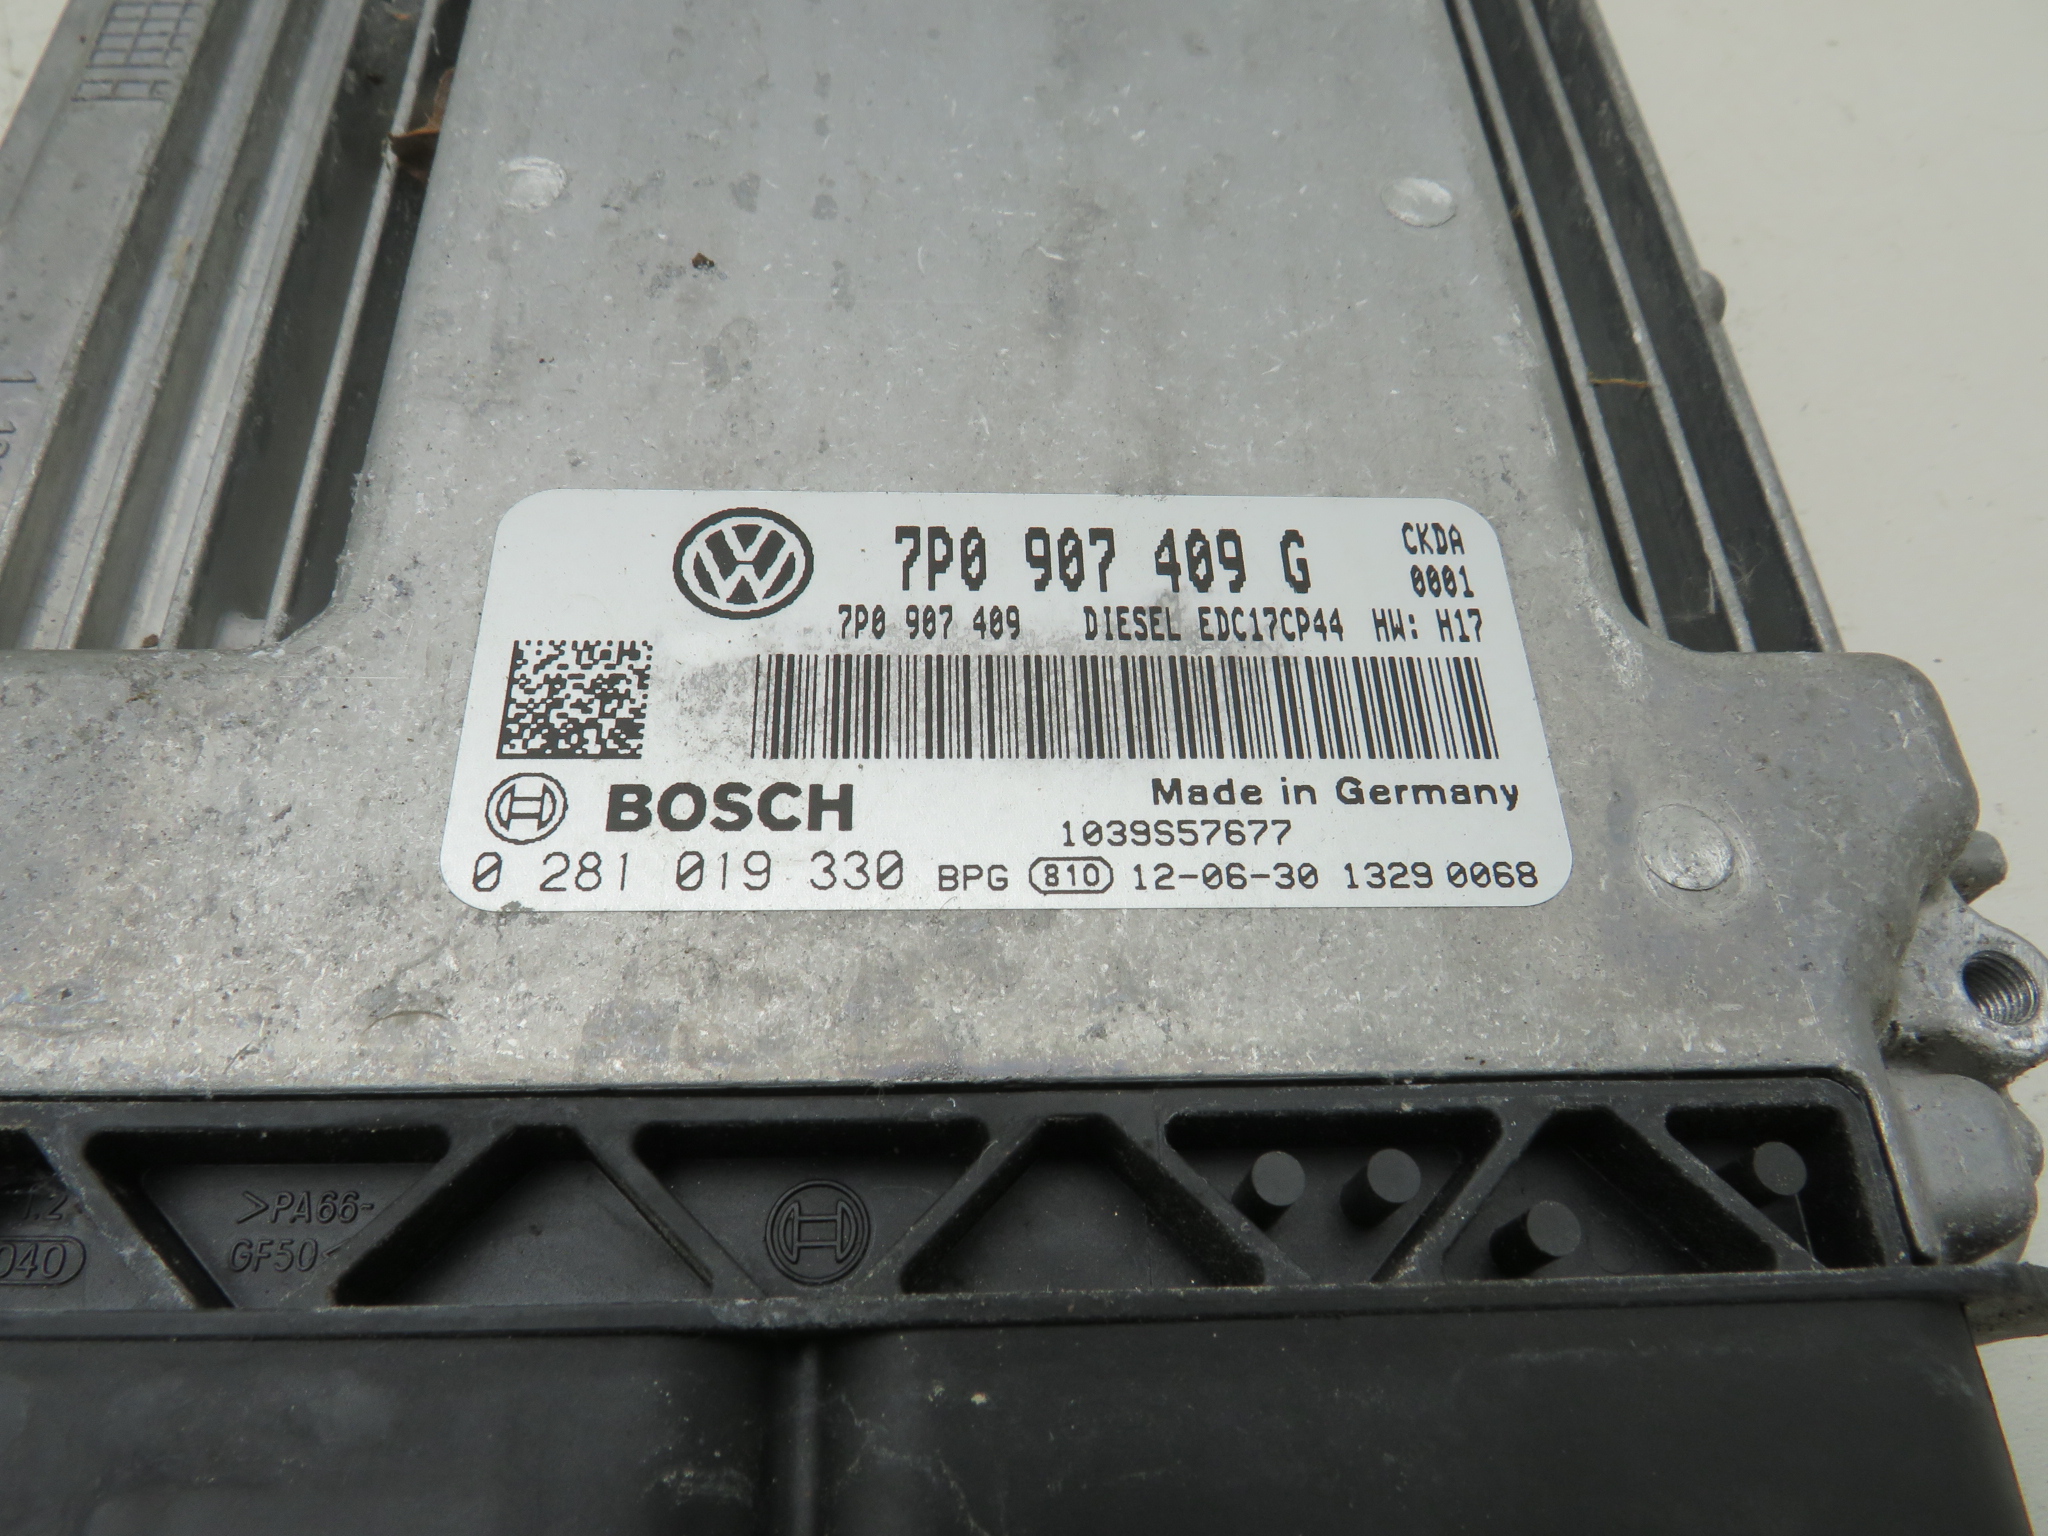 7P0 907 409 G
CKDA
0001
7P0 907 409 DIESEL EDC17CP44 HW: H17
BOSCH
Made in Germany
1039S57677
0 281 019 330 BPG 810 12-06-30 1329 0068
>PA66-
GF50<
040